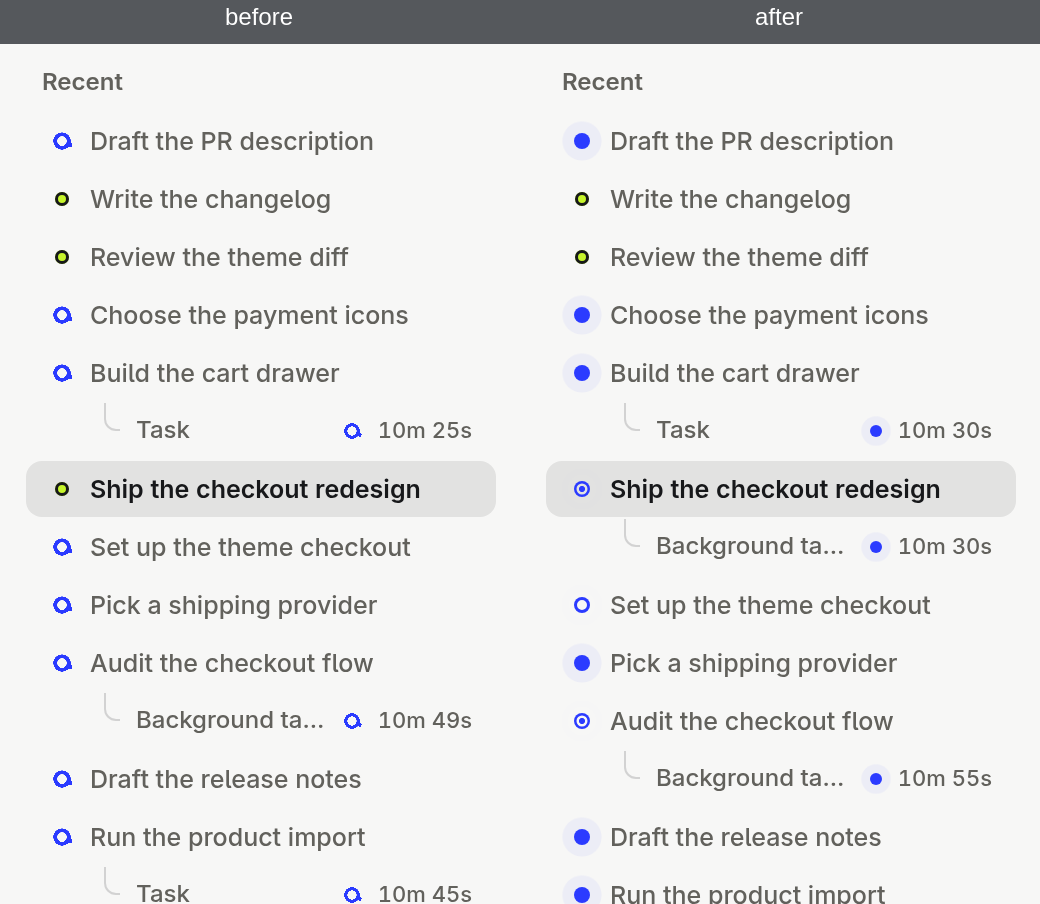 before
after
Recent
Draft the PR description
Write the changelog
Review the theme diff
Choose the payment icons
Build the cart drawer
Task 10m 25s
Ship the checkout redesign
Set up the theme checkout
Pick a shipping provider
Audit the checkout flow
Background ta... 10m 49s
Draft the release notes
Run the product import
Task 10m 45s
Recent
Draft the PR description
Write the changelog
Review the theme diff
Choose the payment icons
Build the cart drawer
Task 10m 30s
Ship the checkout redesign
Background ta... 10m 30s
Set up the theme checkout
Pick a shipping provider
Audit the checkout flow
Background ta... 10m 55s
Draft the release notes
Run the product import